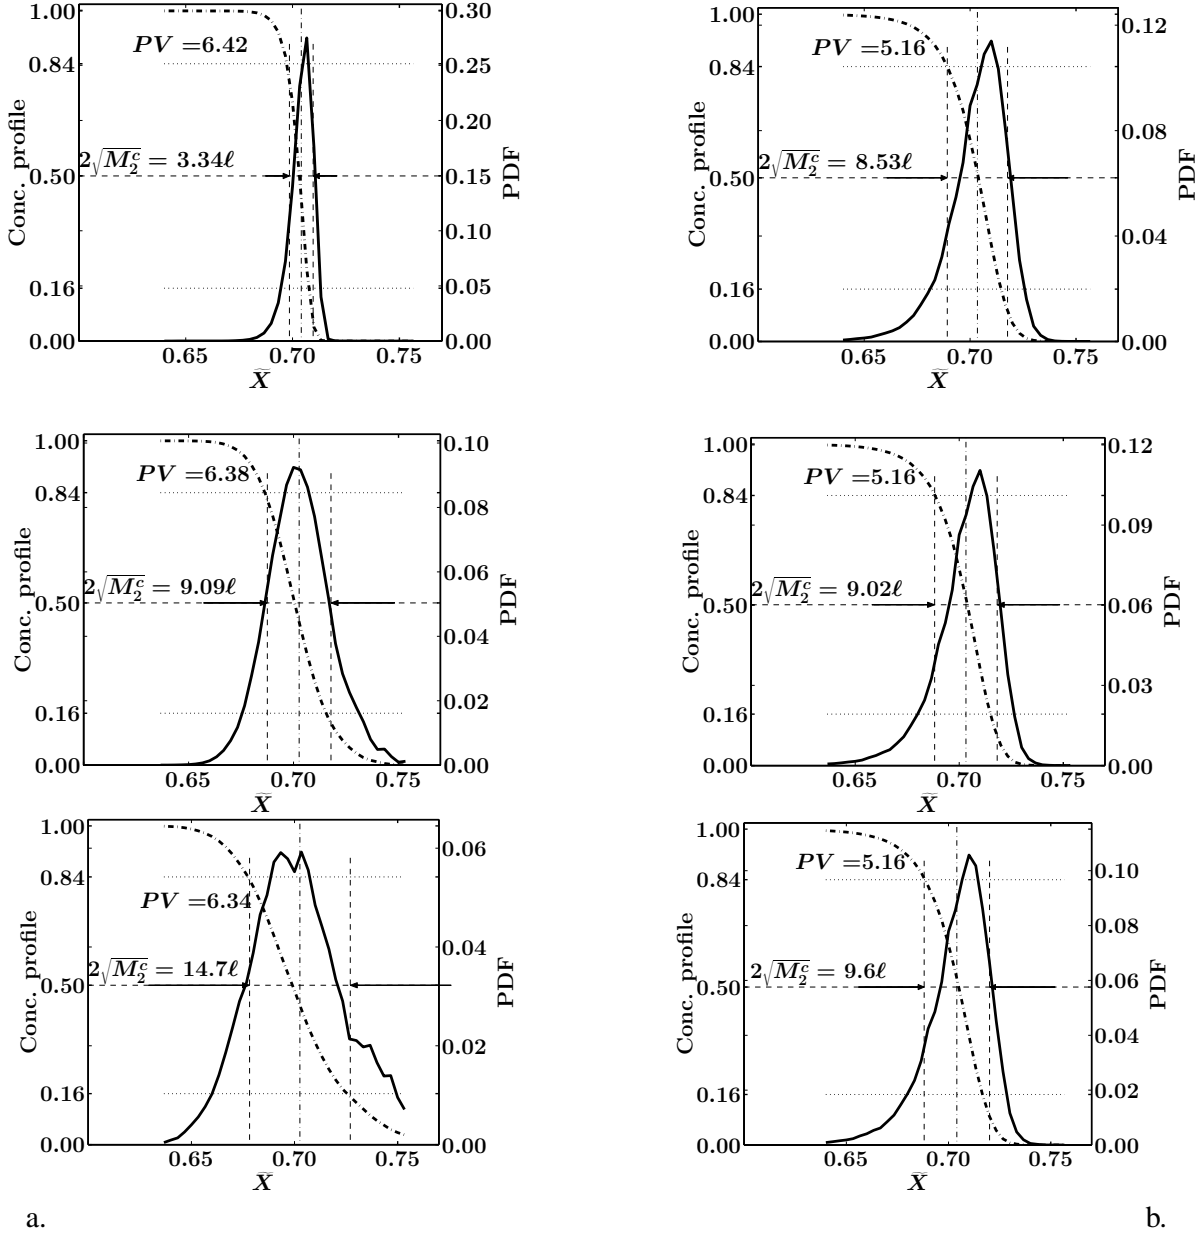 1.00
0.84
0.50
0.16
0.00
Conc. profile
PV = 6.42
2√M₂ᶜ = 3.34ℓ
0.30
0.25
0.20
0.15
0.10
0.05
0.00
PDF
0.65 0.70 0.75
X̃
1.00
0.84
0.50
0.16
0.00
Conc. profile
PV = 5.16
2√M₂ᶜ = 8.53ℓ
0.12
0.08
0.04
0.00
PDF
0.65 0.70 0.75
X̃
1.00
0.84
0.50
0.16
0.00
Conc. profile
PV = 6.38
2√M₂ᶜ = 9.09ℓ
0.10
0.08
0.06
0.04
0.02
0.00
PDF
0.65 0.70 0.75
X̃
1.00
0.84
0.50
0.16
0.00
Conc. profile
PV = 5.16
2√M₂ᶜ = 9.02ℓ
0.12
0.09
0.06
0.03
0.00
PDF
0.65 0.70 0.75
X̃
1.00
0.84
0.50
0.16
0.00
Conc. profile
PV = 6.34
2√M₂ᶜ = 14.7ℓ
0.06
0.04
0.02
0.00
PDF
0.65 0.70 0.75
X̃
1.00
0.84
0.50
0.16
0.00
Conc. profile
PV = 5.16
2√M₂ᶜ = 9.6ℓ
0.10
0.08
0.06
0.04
0.02
0.00
PDF
0.65 0.70 0.75
X̃
a. b.